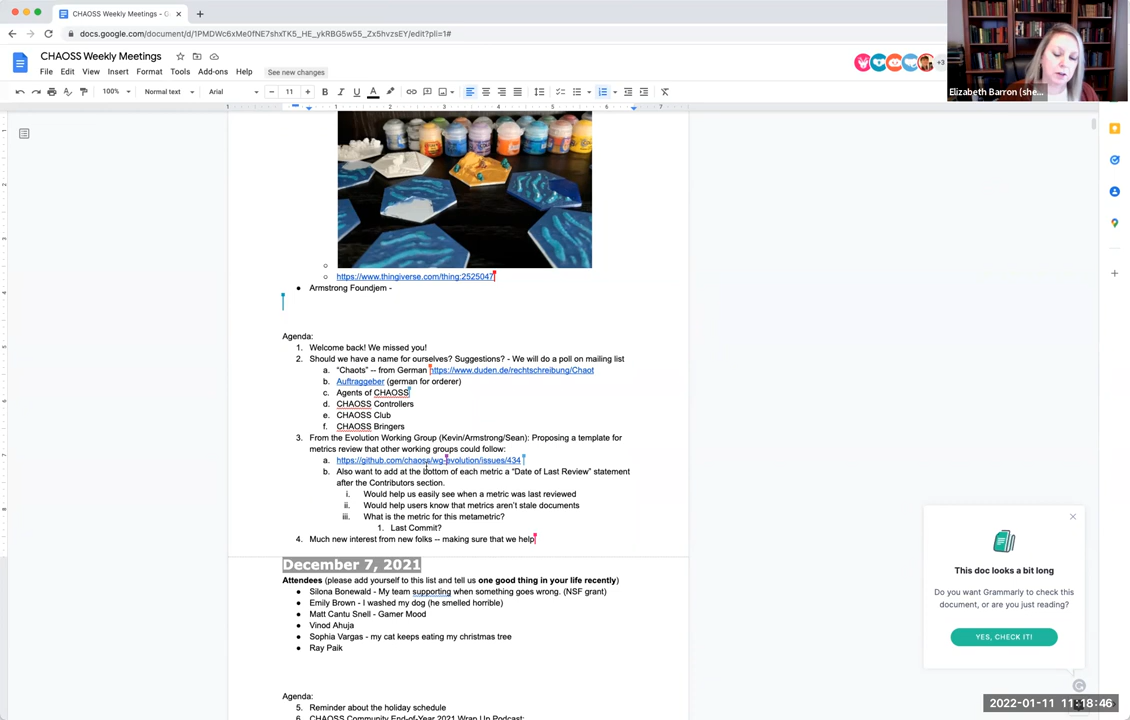 CHAOSS Weekly Meetings - G
docs.google.com/document/d/1PMDWc6xMe0fNE7shxTK5_HE_ykRBG5w55_Zx5hvzsEY/edit?pli=1#
CHAOSS Weekly Meetings
File Edit View Insert Format Tools Add-ons Help See new changes
+3
Elizabeth Barron (she...
100% Normal text Arial 11
https://www.thingiverse.com/thing:2525047
Armstrong Foundjem -
Agenda:
1. Welcome back! We missed you!
2. Should we have a name for ourselves? Suggestions? - We will do a poll on mailing list
a. “Chaots” -- from German https://www.duden.de/rechtschreibung/Chaot
b. Auftraggeber (german for orderer)
c. Agents of CHAOSS
d. CHAOSS Controllers
e. CHAOSS Club
f. CHAOSS Bringers
3. From the Evolution Working Group (Kevin/Armstrong/Sean): Proposing a template for
metrics review that other working groups could follow:
a. https://github.com/chaoss/wg-evolution/issues/434
b. Also want to add at the bottom of each metric a “Date of Last Review” statement
after the Contributors section.
i. Would help us easily see when a metric was last reviewed
ii. Would help users know that metrics aren't stale documents
iii. What is the metric for this metametric?
1. Last Commit?
4. Much new interest from new folks -- making sure that we help
December 7, 2021
Attendees (please add yourself to this list and tell us one good thing in your life recently)
Silona Bonewald - My team supporting when something goes wrong. (NSF grant)
Emily Brown - I washed my dog (he smelled horrible)
Matt Cantu Snell - Gamer Mood
Vinod Ahuja
Sophia Vargas - my cat keeps eating my christmas tree
Ray Paik
Agenda:
5. Reminder about the holiday schedule
6. CHAOSS Community End-of-Year 2021 Wrap Up Podcast:
This doc looks a bit long
Do you want Grammarly to check this
document, or are you just reading?
YES, CHECK IT!
2022-01-11 11:18:46